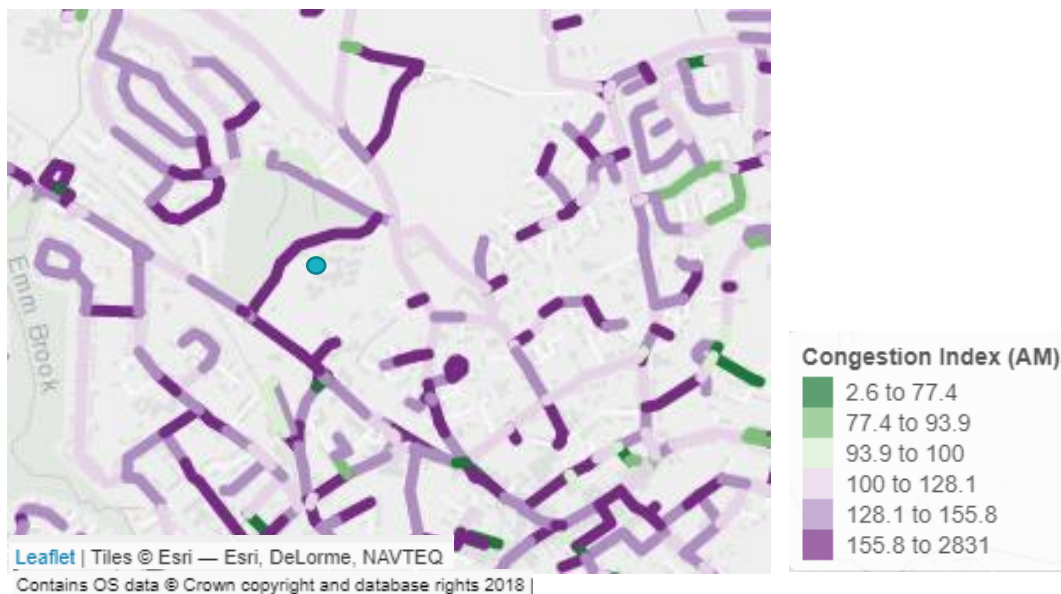 Emm Brook
Leaflet | Tiles © Esri — Esri, DeLorme, NAVTEQ
Contains OS data © Crown copyright and database rights 2018 |
Congestion Index (AM)
2.6 to 77.4
77.4 to 93.9
93.9 to 100
100 to 128.1
128.1 to 155.8
155.8 to 2831